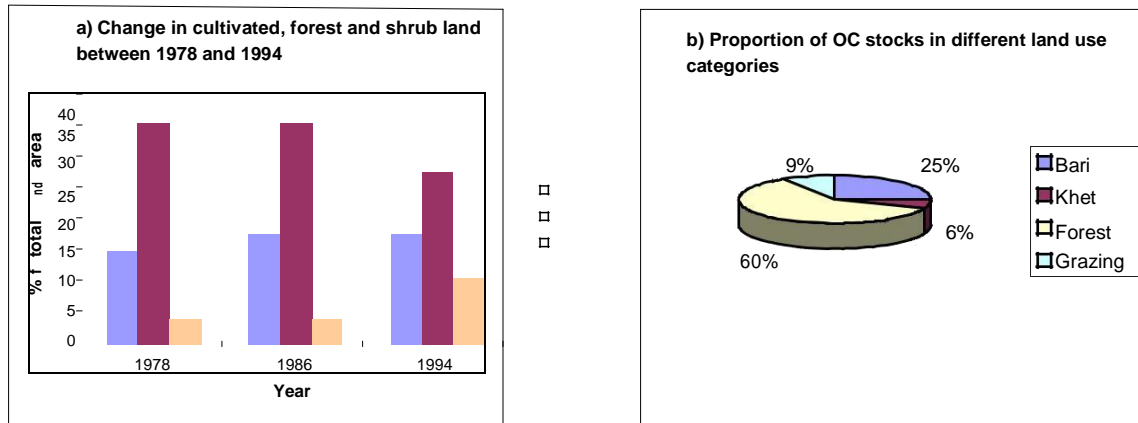 a) Change in cultivated, forest and shrub land
between 1978 and 1994
% f total nd area
40
35
30
25
20
15
10
5
0
1978
1986
1994
Year
b) Proportion of OC stocks in different land use
categories
9%
25%
6%
60%
Bari
Khet
Forest
Grazing